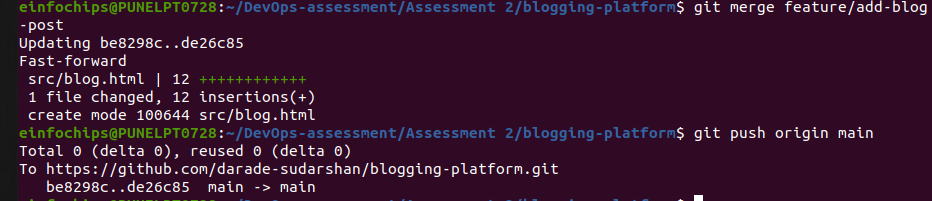 einfochips@PUNELPT0728:~/DevOps-assessment/Assessment 2/blogging-platform$ git merge feature/add-blog
-post
Updating be8298c..de26c85
Fast-forward
 src/blog.html | 12 ++++++++++++
 1 file changed, 12 insertions(+)
 create mode 100644 src/blog.html
einfochips@PUNELPT0728:~/DevOps-assessment/Assessment 2/blogging-platform$ git push origin main
Total 0 (delta 0), reused 0 (delta 0)
To https://github.com/darade-sudarshan/blogging-platform.git
   be8298c..de26c85  main -> main